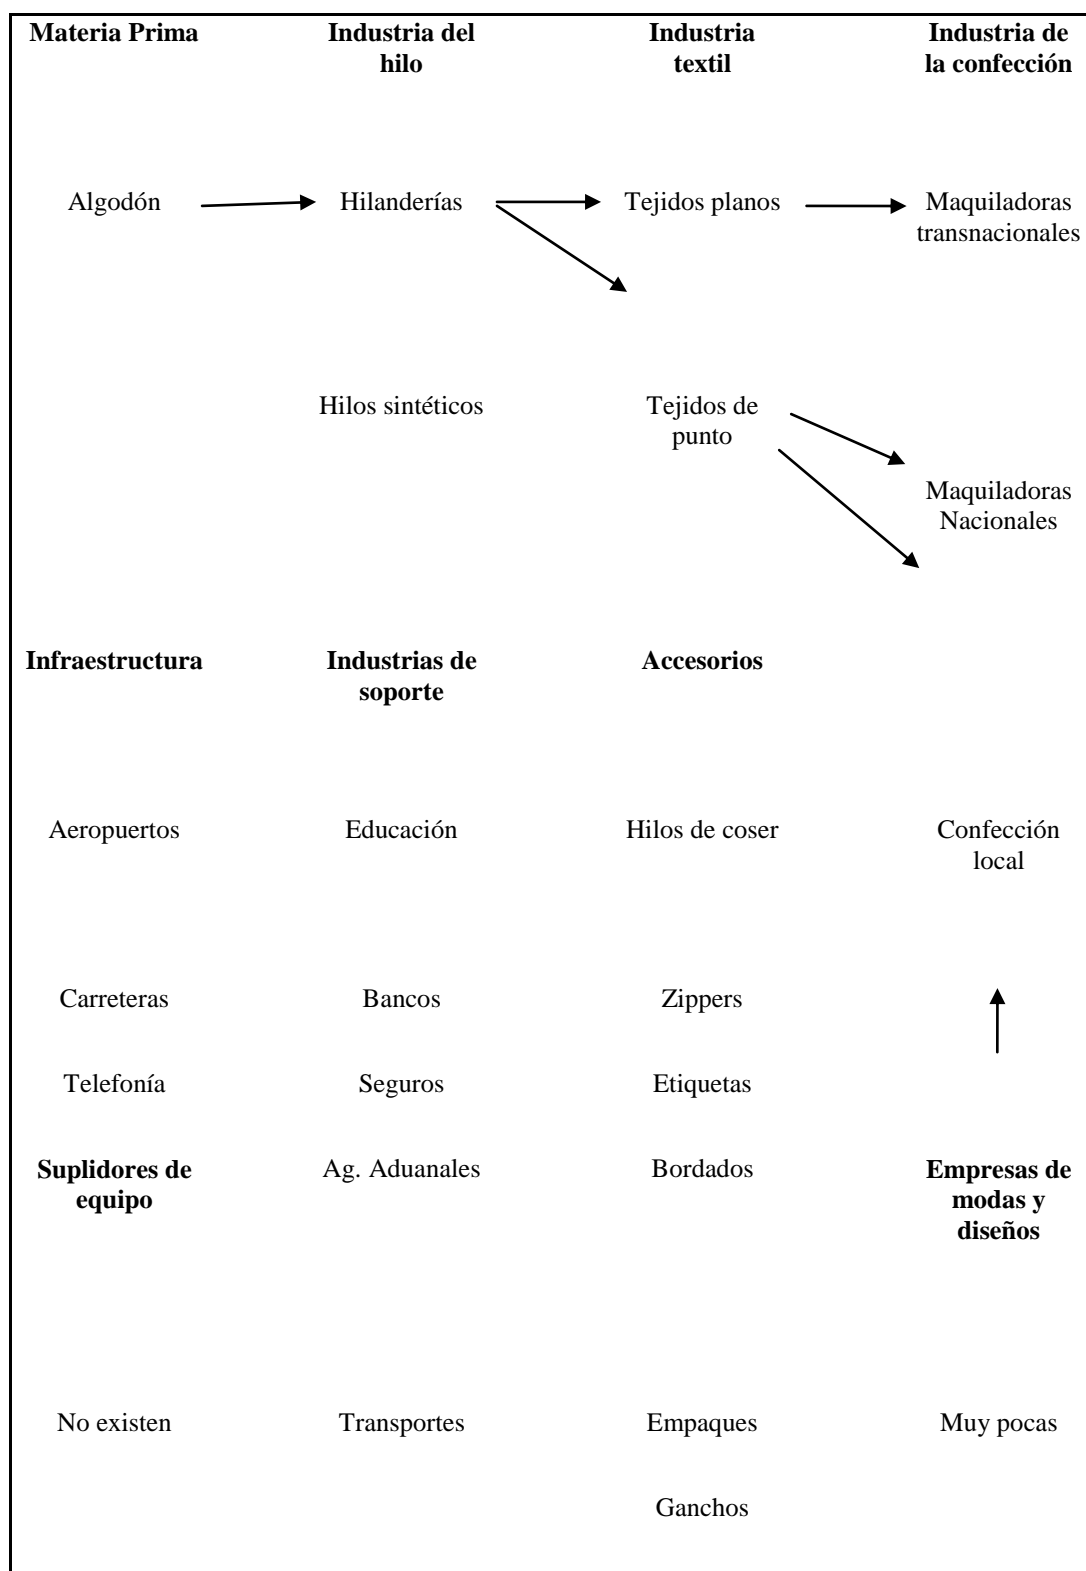 Materia Prima
Industria del
hilo
Industria
textil
Industria de
la confección
Algodón
Hilanderías
Tejidos planos
Maquiladoras
transnacionales
Hilos sintéticos
Tejidos de
punto
Maquiladoras
Nacionales
Infraestructura
Industrias de
soporte
Accesorios
Aeropuertos
Educación
Hilos de coser
Confección
local
Carreteras
Bancos
Zippers
Telefonía
Seguros
Etiquetas
Suplidores de
equipo
Ag. Aduanales
Bordados
Empresas de
modas y
diseños
No existen
Transportes
Empaques
Muy pocas
Ganchos